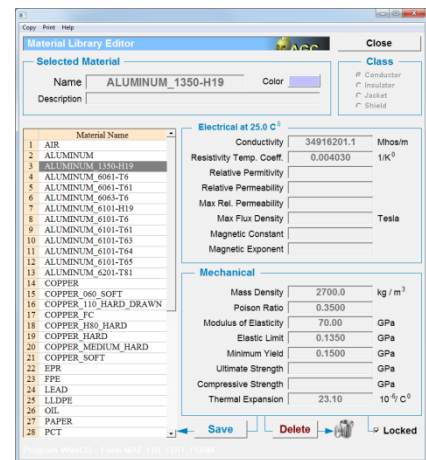 Copy Print Help
Material Library Editor
Close
Selected Material
Name ALUMINUM_1350-H19 Color
Description
Class
Conductor
Insulator
Jacket
Shield
Material Name
1 AIR
2 ALUMINUM
3 ALUMINUM_1350-H19
4 ALUMINUM_6061-T6
5 ALUMINUM_6061-T61
6 ALUMINUM_6063-T6
7 ALUMINUM_6101-H19
8 ALUMINUM_6101-T6
9 ALUMINUM_6101-T61
10 ALUMINUM_6101-T63
11 ALUMINUM_6101-T64
12 ALUMINUM_6101-T65
13 ALUMINUM_6201-T81
14 COPPER
15 COPPER_060_SOFT
16 COPPER_110_HARD_DRAWN
17 COPPER_FC
18 COPPER_H80_HARD
19 COPPER_HARD
20 COPPER_MEDIUM_HARD
21 COPPER_SOFT
22 EPR
23 FPE
24 LEAD
25 LLDPE
26 OIL
27 PAPER
28 PCT
Electrical at 25.0 C⁰
Conductivity 34916201.1 Mhos/m
Resistivity Temp. Coeff. 0.004030 1/K⁰
Relative Permitivity
Relative Permeability
Max Rel. Permeability
Max Flux Density Tesla
Magnetic Constant
Magnetic Exponent
Mechanical
Mass Density 2700.0 kg / m³
Poison Ratio 0.3500
Modulus of Elasticity 70.00 GPa
Elastic Limit 0.1350 GPa
Minimum Yield 0.1500 GPa
Ultimate Strength GPa
Compressive Strength GPa
Thermal Expansion 23.10 10⁻⁶/ C⁰
Save Delete Locked